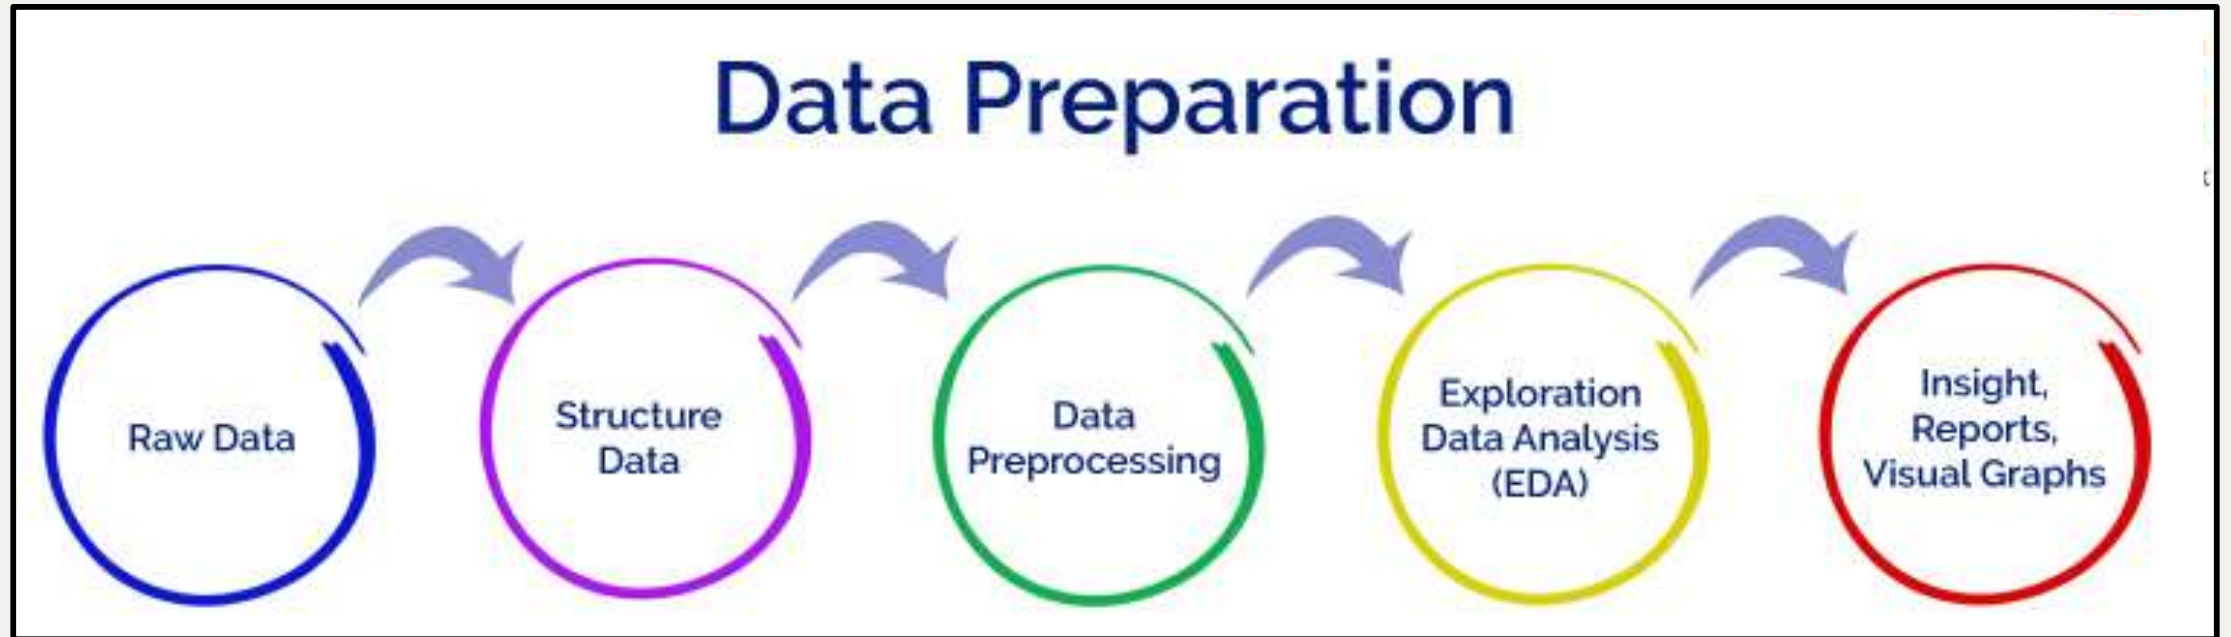 Data Preparation
Raw Data
Structure
Data
Data
Preprocessing
Exploration
Data Analysis
(EDA)
Insight,
Reports,
Visual Graphs